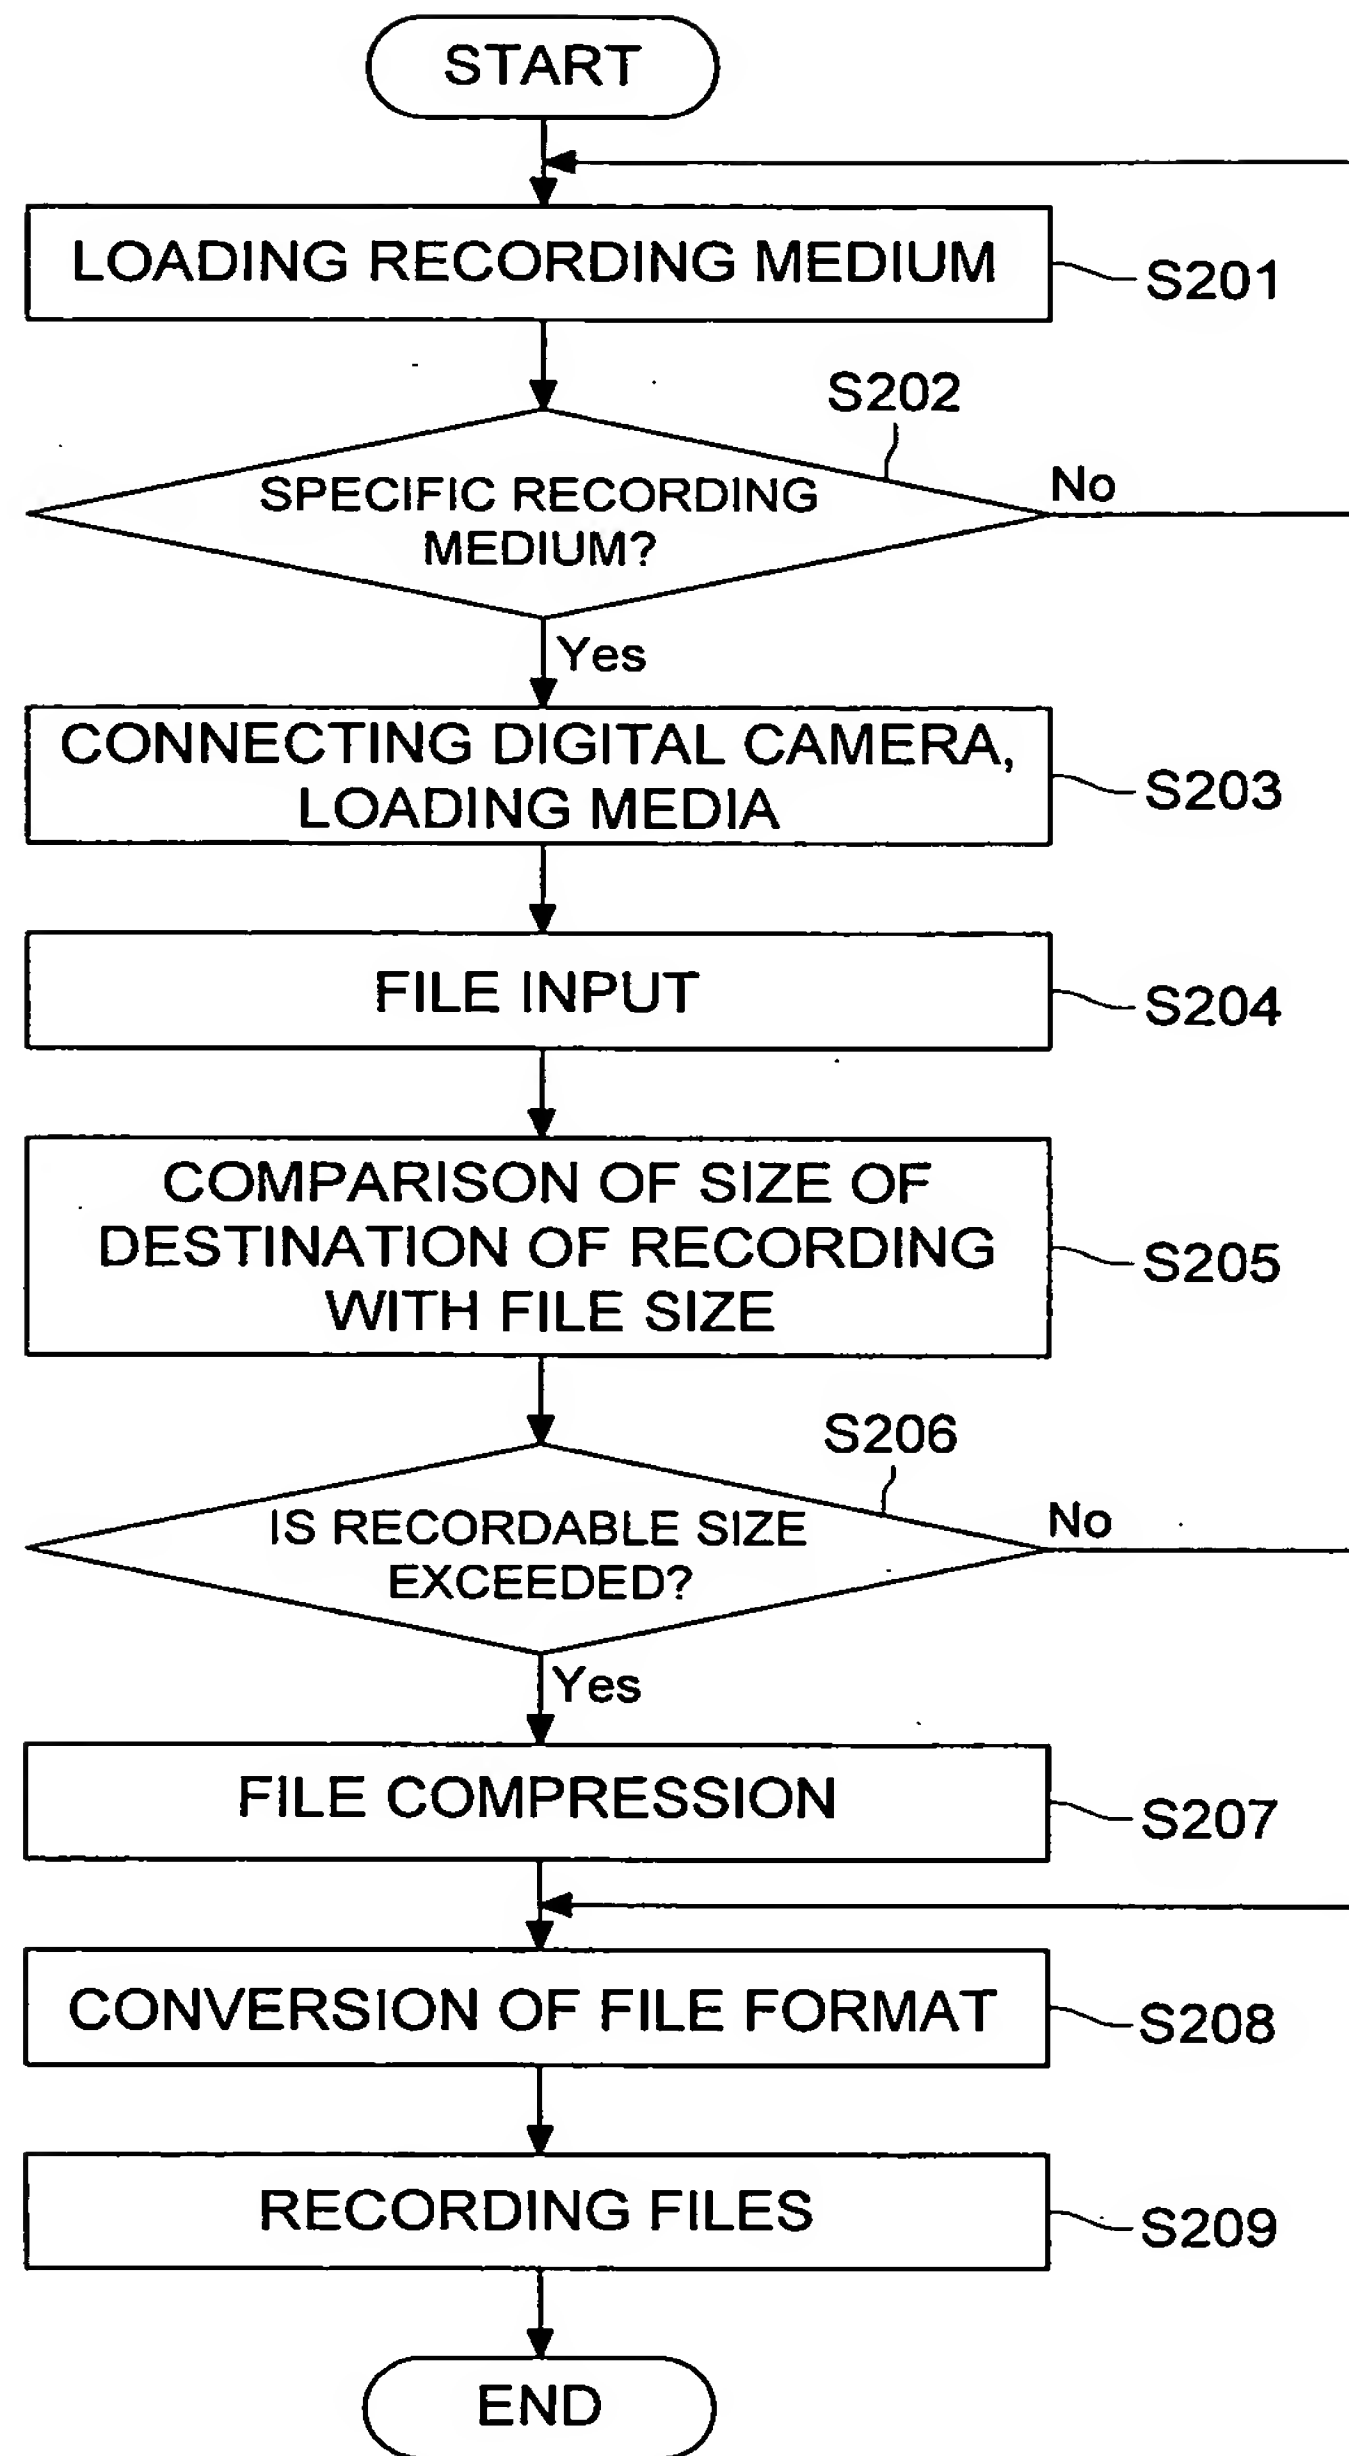 START
LOADING RECORDING MEDIUM
S201
S202
SPECIFIC RECORDING
MEDIUM?
No
Yes
CONNECTING DIGITAL CAMERA,
LOADING MEDIA
S203
FILE INPUT
S204
COMPARISON OF SIZE OF
DESTINATION OF RECORDING
WITH FILE SIZE
S205
S206
IS RECORDABLE SIZE
EXCEEDED?
No
Yes
FILE COMPRESSION
S207
CONVERSION OF FILE FORMAT
S208
RECORDING FILES
S209
END